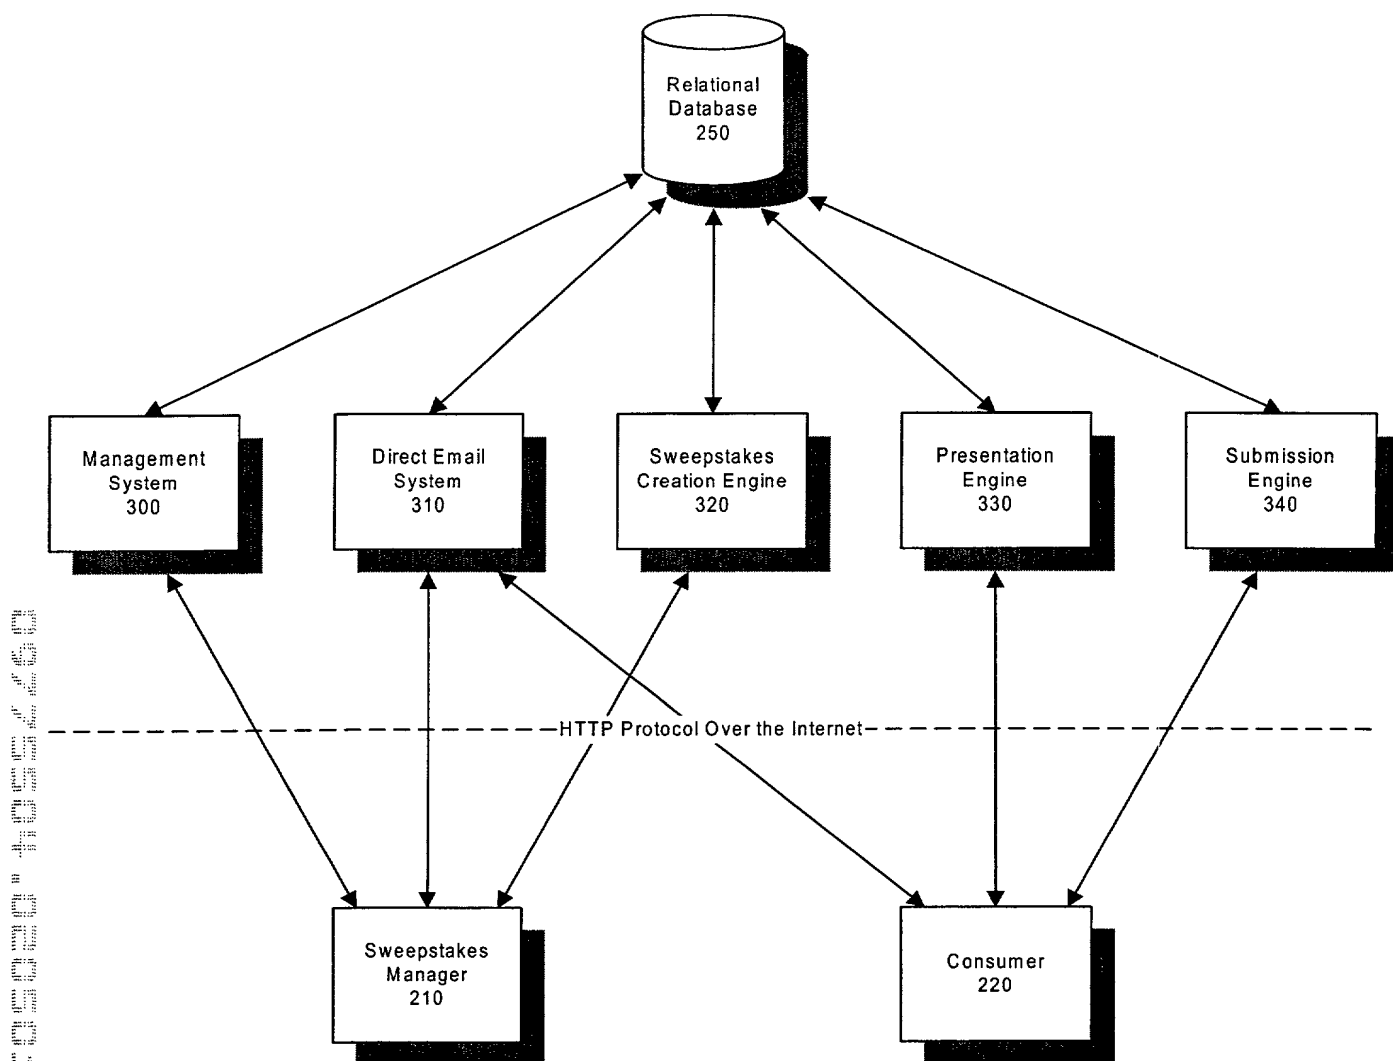 Relational
Database
250
Management
System
300
Direct Email
System
310
Sweepstakes
Creation Engine
320
Presentation
Engine
330
Submission
Engine
340
HTTP Protocol Over the Internet
Sweepstakes
Manager
210
Consumer
220